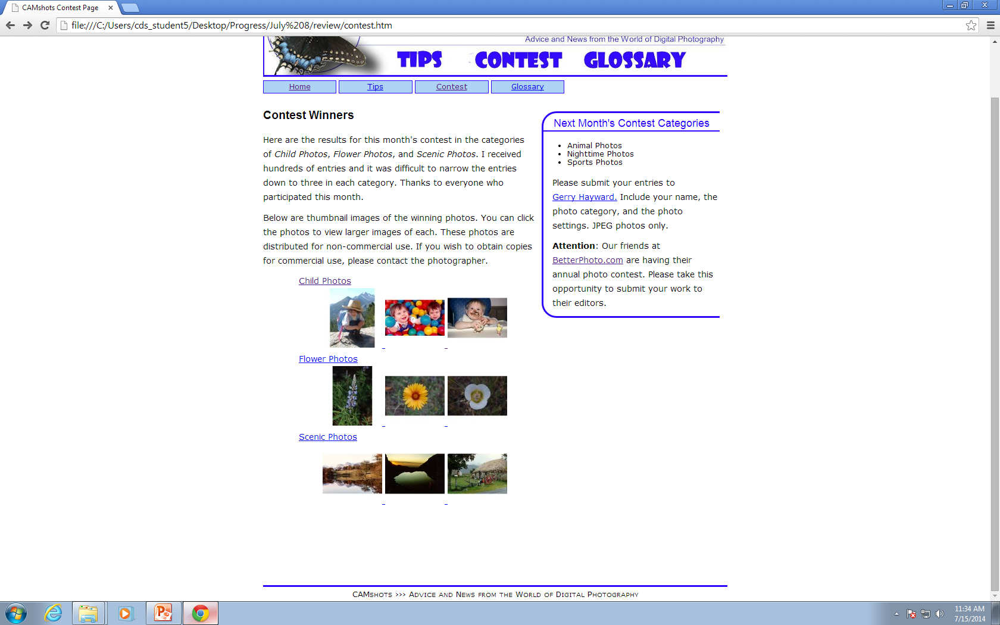 CAMshots Contest Page
file:///C:/Users/cds_student5/Desktop/Progress/July%208/review/contest.htm
Advice and News from the World of Digital Photography
TIPS CONTEST GLOSSARY
Home Tips Contest Glossary
Contest Winners
Here are the results for this month's contest in the categories
of Child Photos, Flower Photos, and Scenic Photos. I received
hundreds of entries and it was difficult to narrow the entries
down to three in each category. Thanks to everyone who
participated this month.
Below are thumbnail images of the winning photos. You can click
the photos to view larger images of each. These photos are
distributed for non-commercial use. If you wish to obtain copies
for commercial use, please contact the photographer.
Child Photos
Flower Photos
Scenic Photos
Next Month's Contest Categories
• Animal Photos
• Nighttime Photos
• Sports Photos
Please submit your entries to
Gerry Hayward. Include your name, the
photo category, and the photo
settings. JPEG photos only.
Attention: Our friends at
BetterPhoto.com are having their
annual photo contest. Please take this
opportunity to submit your work to
their editors.
CAMshots >>> Advice and News from the World of Digital Photography
11:34 AM
7/15/2014